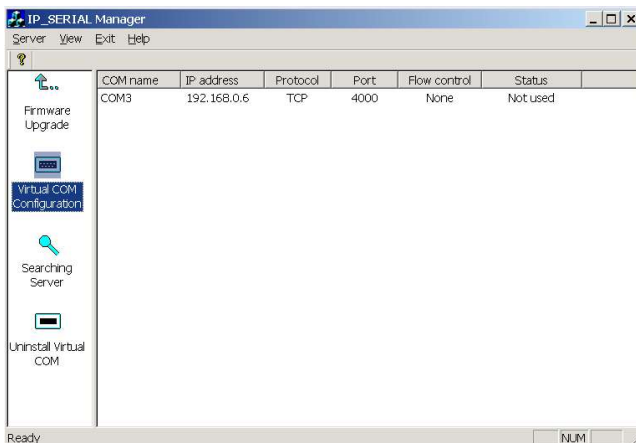 IP_SERIAL Manager
Server View Exit Help
?
Firmware
Upgrade
Virtual COM
Configuration
Searching
Server
Uninstall Virtual
COM
COM name IP address Protocol Port Flow control Status
COM3 192.168.0.6 TCP 4000 None Not used
Ready NUM